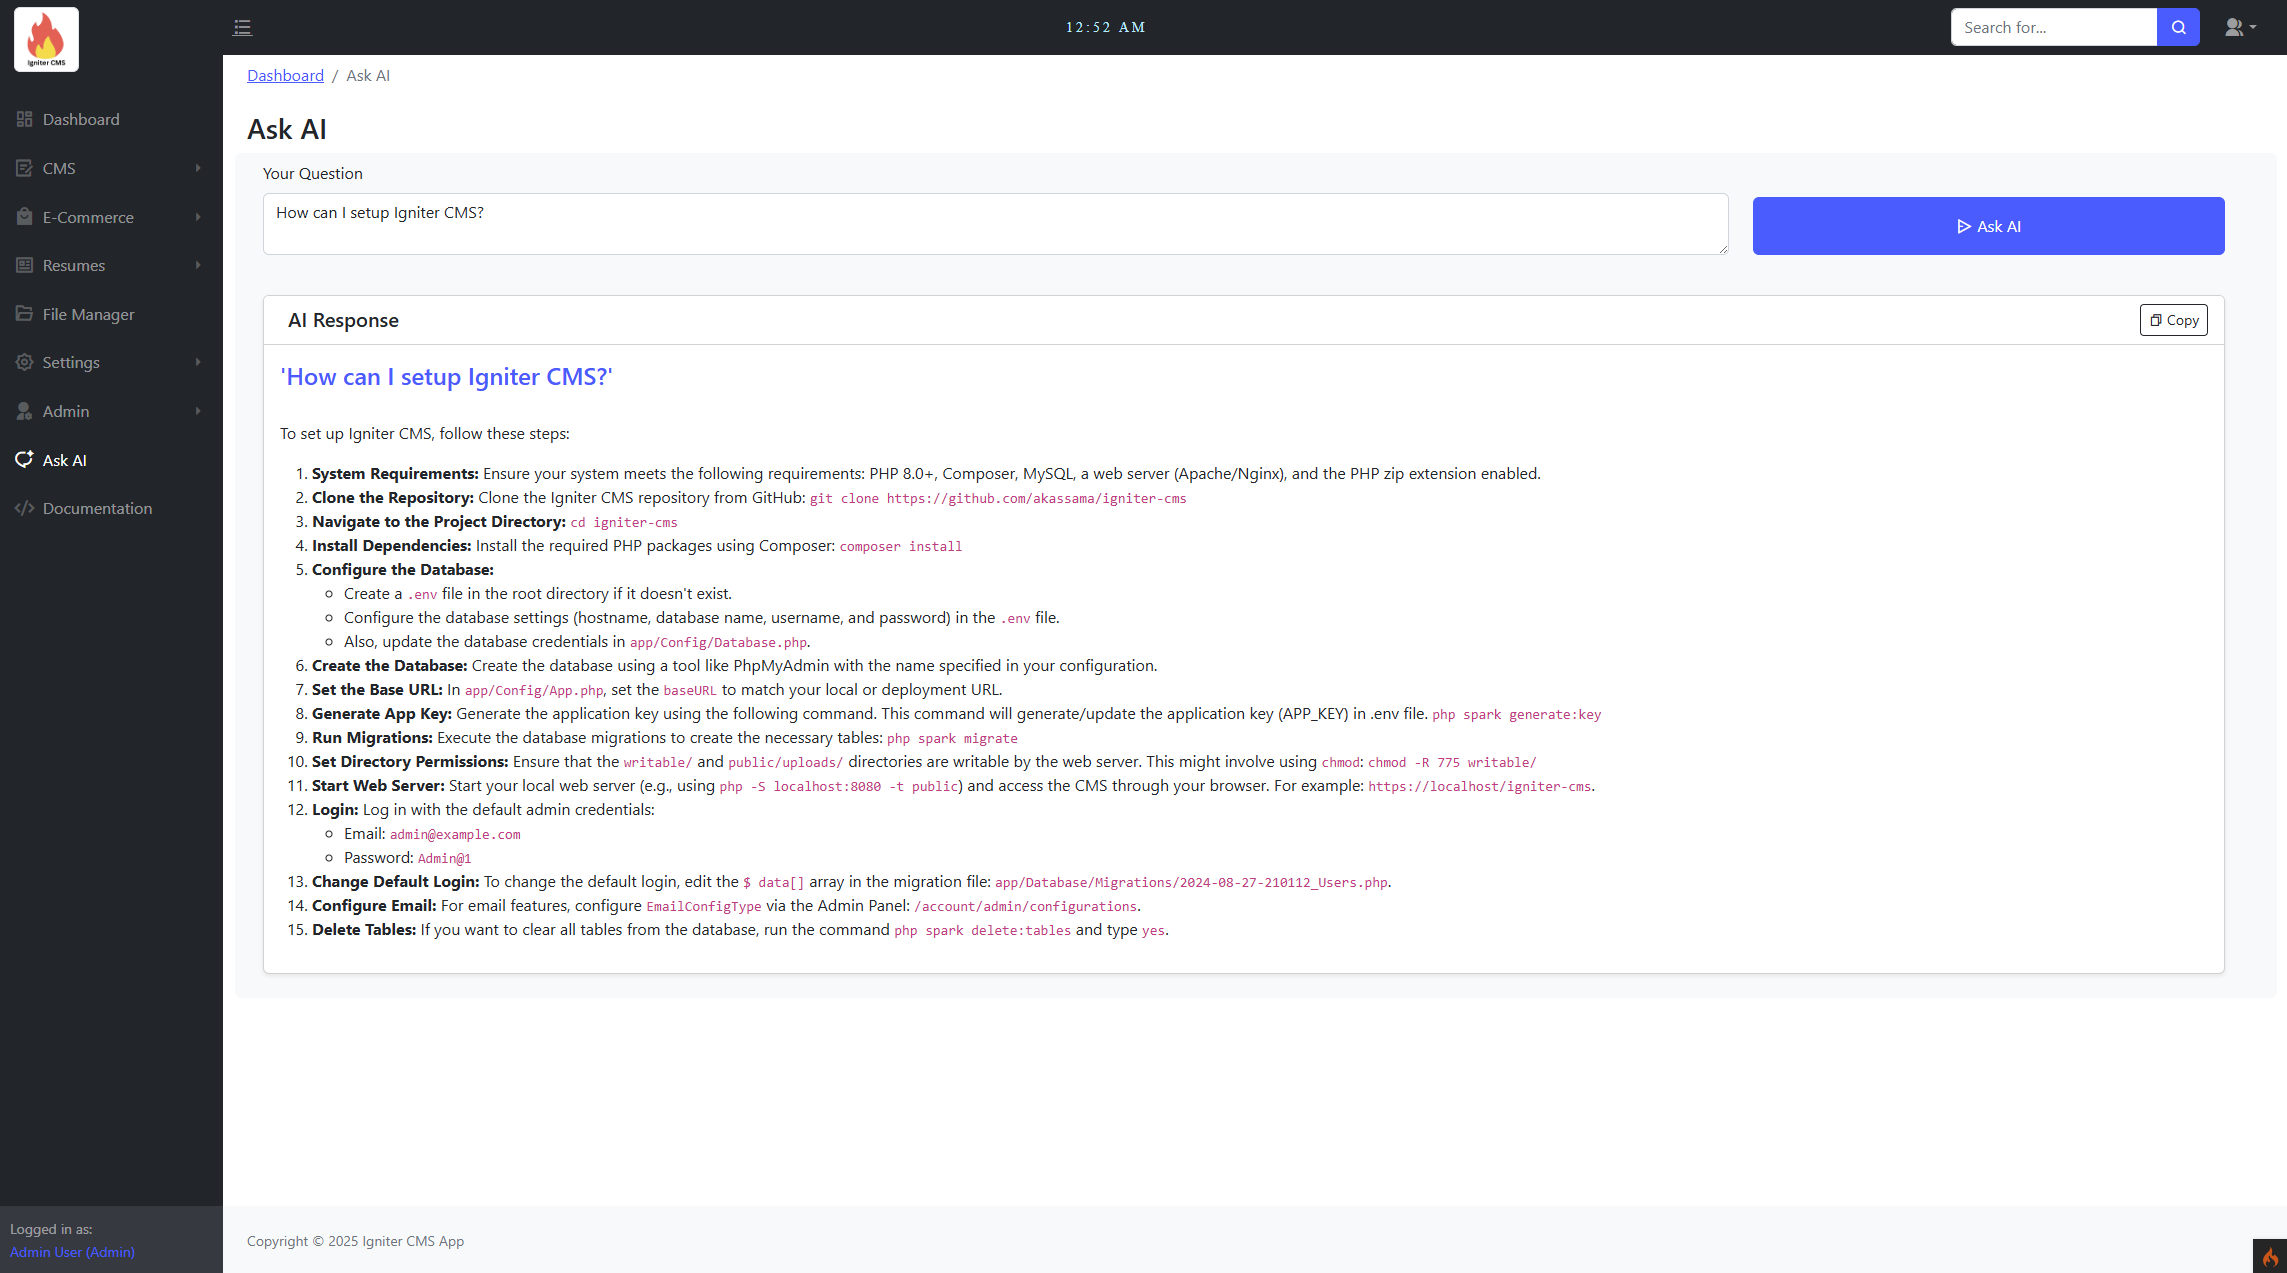 Igniter CMS
12:52 AM
Search for...
Dashboard
CMS
E-Commerce
Resumes
File Manager
Settings
Admin
Ask AI
Documentation
Dashboard / Ask AI
Ask AI
Your Question
How can I setup Igniter CMS?
Ask AI
AI Response
Copy
'How can I setup Igniter CMS?'
To set up Igniter CMS, follow these steps:
1. System Requirements: Ensure your system meets the following requirements: PHP 8.0+, Composer, MySQL, a web server (Apache/Nginx), and the PHP zip extension enabled.
2. Clone the Repository: Clone the Igniter CMS repository from GitHub: git clone https://github.com/akassama/igniter-cms
3. Navigate to the Project Directory: cd igniter-cms
4. Install Dependencies: Install the required PHP packages using Composer: composer install
5. Configure the Database:
Create a .env file in the root directory if it doesn't exist.
Configure the database settings (hostname, database name, username, and password) in the .env file.
Also, update the database credentials in app/Config/Database.php.
6. Create the Database: Create the database using a tool like PhpMyAdmin with the name specified in your configuration.
7. Set the Base URL: In app/Config/App.php, set the baseURL to match your local or deployment URL.
8. Generate App Key: Generate the application key using the following command. This command will generate/update the application key (APP_KEY) in .env file. php spark generate:key
9. Run Migrations: Execute the database migrations to create the necessary tables: php spark migrate
10. Set Directory Permissions: Ensure that the writable/ and public/uploads/ directories are writable by the web server. This might involve using chmod: chmod -R 775 writable/
11. Start Web Server: Start your local web server (e.g., using php -S localhost:8080 -t public) and access the CMS through your browser. For example: https://localhost/igniter-cms.
12. Login: Log in with the default admin credentials:
Email: admin@example.com
Password: Admin@1
13. Change Default Login: To change the default login, edit the $ data[] array in the migration file: app/Database/Migrations/2024-08-27-210112_Users.php.
14. Configure Email: For email features, configure EmailConfigType via the Admin Panel: /account/admin/configurations.
15. Delete Tables: If you want to clear all tables from the database, run the command php spark delete:tables and type yes.
Logged in as:
Admin User (Admin)
Copyright © 2025 Igniter CMS App